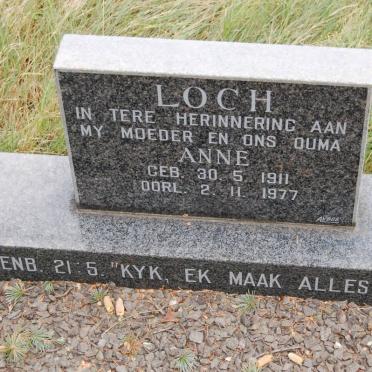 LOCH
IN TERE HERINNERING AAN
MY MOEDER EN ONS OUMA
ANNE
GEB. 30. 5. 1911
OORL. 2. 11. 1977
ENB. 21 5. "KYK, EK MAAK ALLES